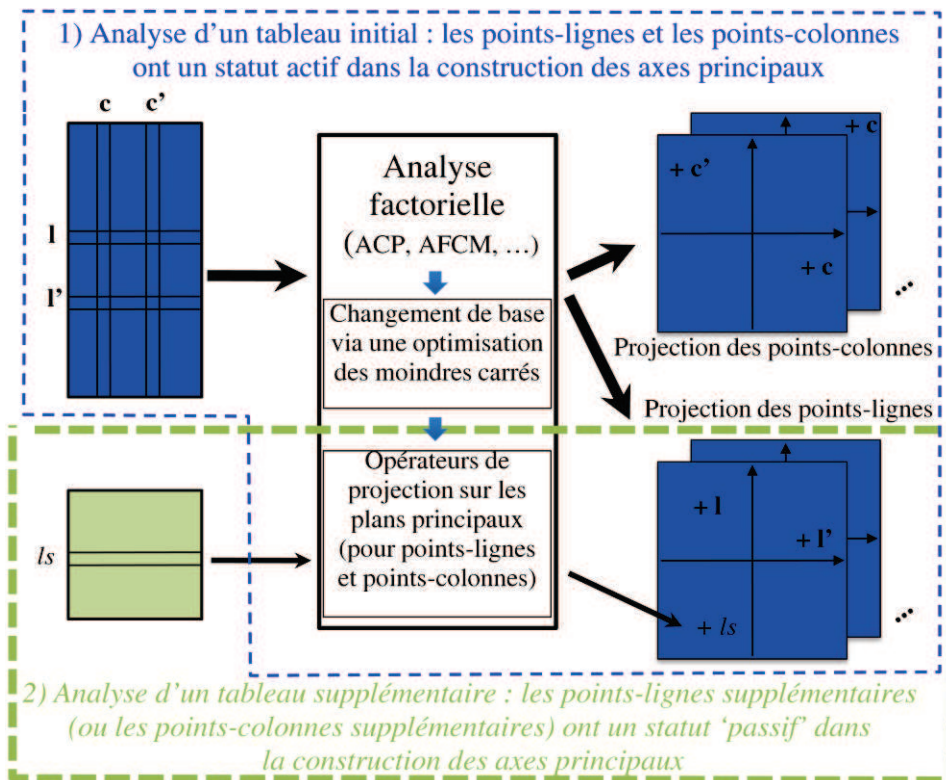 1) Analyse d'un tableau initial : les points-lignes et les points-colonnes
ont un statut actif dans la construction des axes principaux
c c'
l
l'
Analyse
factorielle
(ACP, AFCM, …)
Changement de base
via une optimisation
des moindres carrés
+ c
+ c'
+ c
...
Projection des points-colonnes
Projection des points-lignes
ls
Opérateurs de
projection sur les
plans principaux
(pour points-lignes
et points-colonnes)
+ l
+ l'
+ ls
...
2) Analyse d'un tableau supplémentaire : les points-lignes supplémentaires
(ou les points-colonnes supplémentaires) ont un statut 'passif' dans
la construction des axes principaux